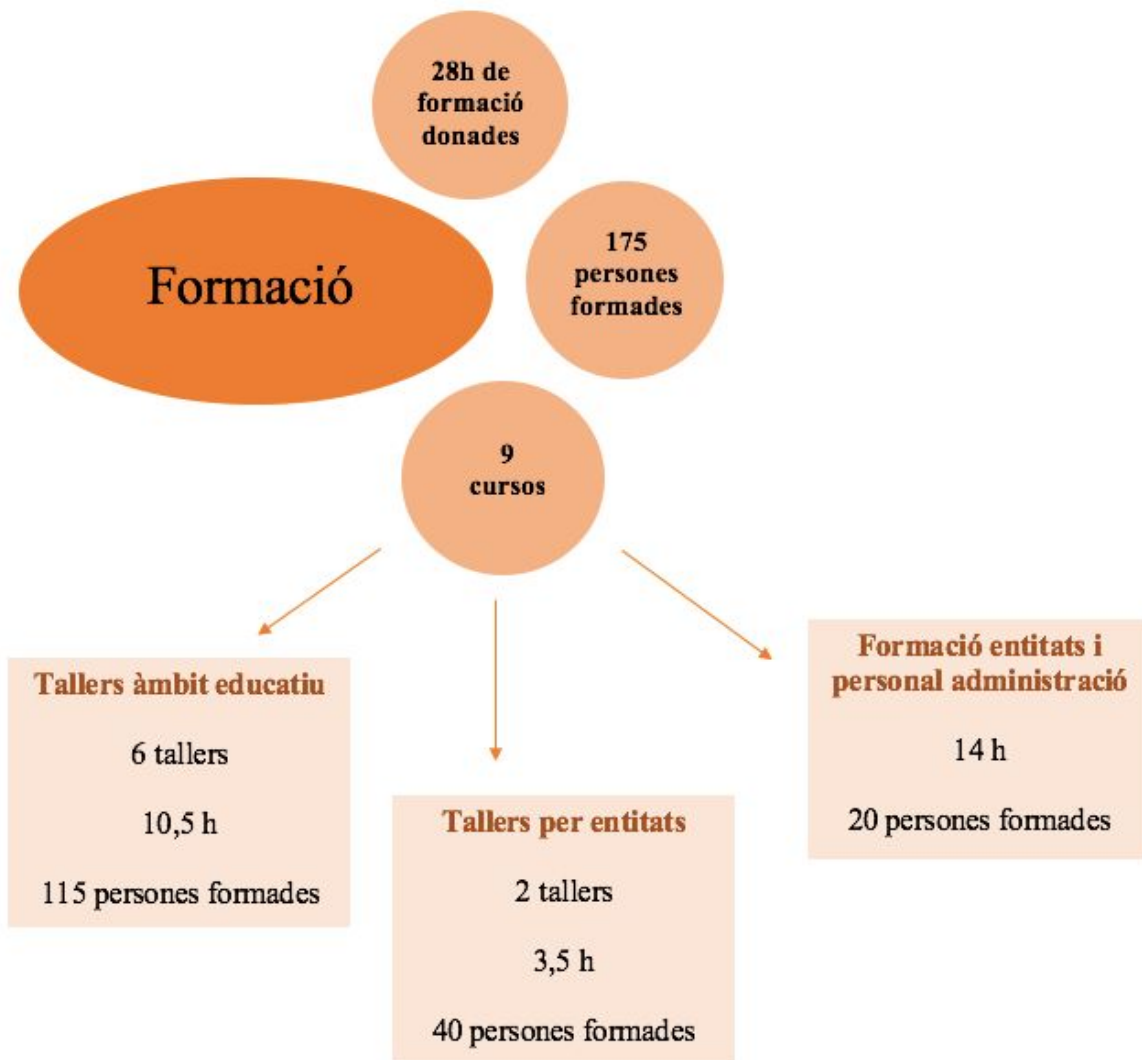 28h de
formació
donades
Formació
175
persones
formades
9
cursos
Tallers àmbit educatiu
6 tallers
10,5 h
115 persones formades
Tallers per entitats
2 tallers
3,5 h
40 persones formades
Formació entitats i
personal administració
14 h
20 persones formades